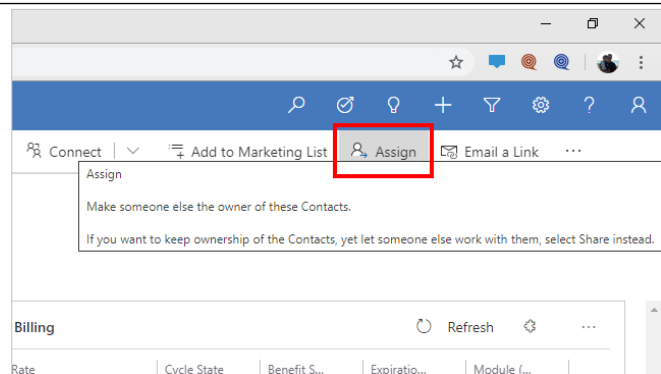 Connect
Add to Marketing List
Assign
Email a Link
Assign
Make someone else the owner of these Contacts.
If you want to keep ownership of the Contacts, yet let someone else work with them, select Share instead.
Billing
Refresh
Rate
Cycle State
Benefit S...
Expiratio...
Module (...